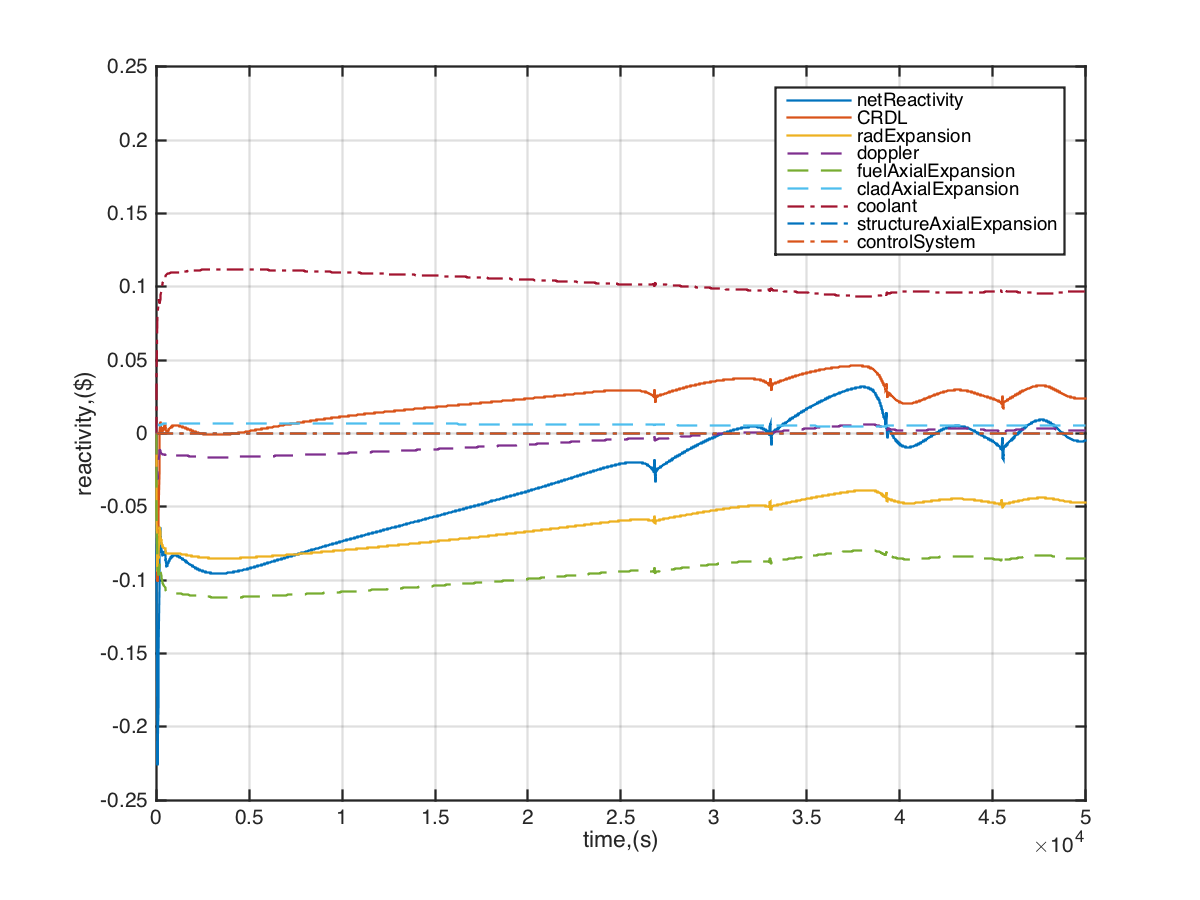 0.25
0.2
0.15
0.1
0.05
0
-0.05
-0.1
-0.15
-0.2
-0.25
reactivity,($)
netReactivity
CRDL
radExpansion
doppler
fuelAxialExpansion
cladAxialExpansion
coolant
structureAxialExpansion
controlSystem
0 0.5 1 1.5 2 2.5 3 3.5 4 4.5 5
time,(s)
×10⁴